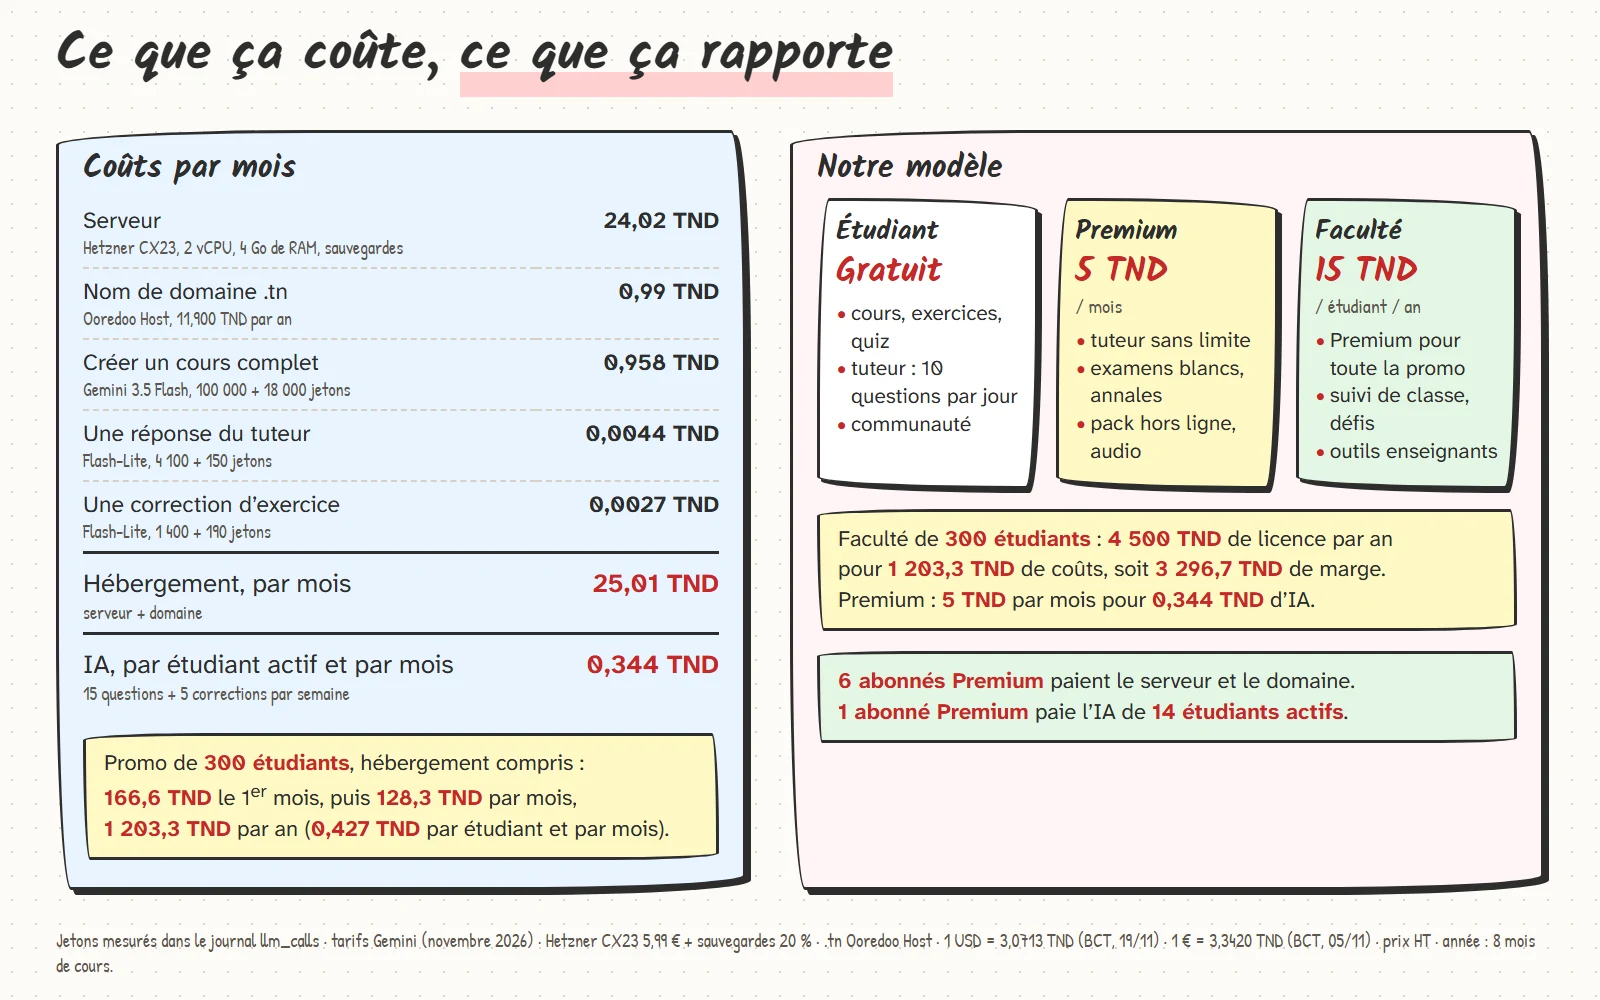 Ce que ça coûte, ce que ça rapporte
Coûts par mois
Serveur 24,02 TND
Hetzner CX23, 2 vCPU, 4 Go de RAM, sauvegardes
Nom de domaine .tn 0,99 TND
Ooredoo Host, 11,900 TND par an
Créer un cours complet 0,958 TND
Gemini 3.5 Flash, 100 000 + 18 000 jetons
Une réponse du tuteur 0,0044 TND
Flash-Lite, 4 100 + 150 jetons
Une correction d’exercice 0,0027 TND
Flash-Lite, 1 400 + 190 jetons
Hébergement, par mois 25,01 TND
serveur + domaine
IA, par étudiant actif et par mois 0,344 TND
15 questions + 5 corrections par semaine
Promo de 300 étudiants, hébergement compris :
166,6 TND le 1er mois, puis 128,3 TND par mois,
1 203,3 TND par an (0,427 TND par étudiant et par mois).
Notre modèle
Étudiant
Gratuit
• cours, exercices,
quiz
• tuteur : 10
questions par jour
• communauté
Premium
5 TND
/ mois
• tuteur sans limite
• examens blancs,
annales
• pack hors ligne,
audio
Faculté
15 TND
/ étudiant / an
• Premium pour
toute la promo
• suivi de classe,
défis
• outils enseignants
Faculté de 300 étudiants : 4 500 TND de licence par an
pour 1 203,3 TND de coûts, soit 3 296,7 TND de marge.
Premium : 5 TND par mois pour 0,344 TND d’IA.
6 abonnés Premium paient le serveur et le domaine.
1 abonné Premium paie l’IA de 14 étudiants actifs.
Jetons mesurés dans le journal llm_calls · tarifs Gemini (novembre 2026) · Hetzner CX23 5,99 € + sauvegardes 20 % · .tn Ooredoo Host · 1 USD = 3,0713 TND (BCT, 19/11) · 1 € = 3,3420 TND (BCT, 05/11) · prix HT · année : 8 mois
de cours.